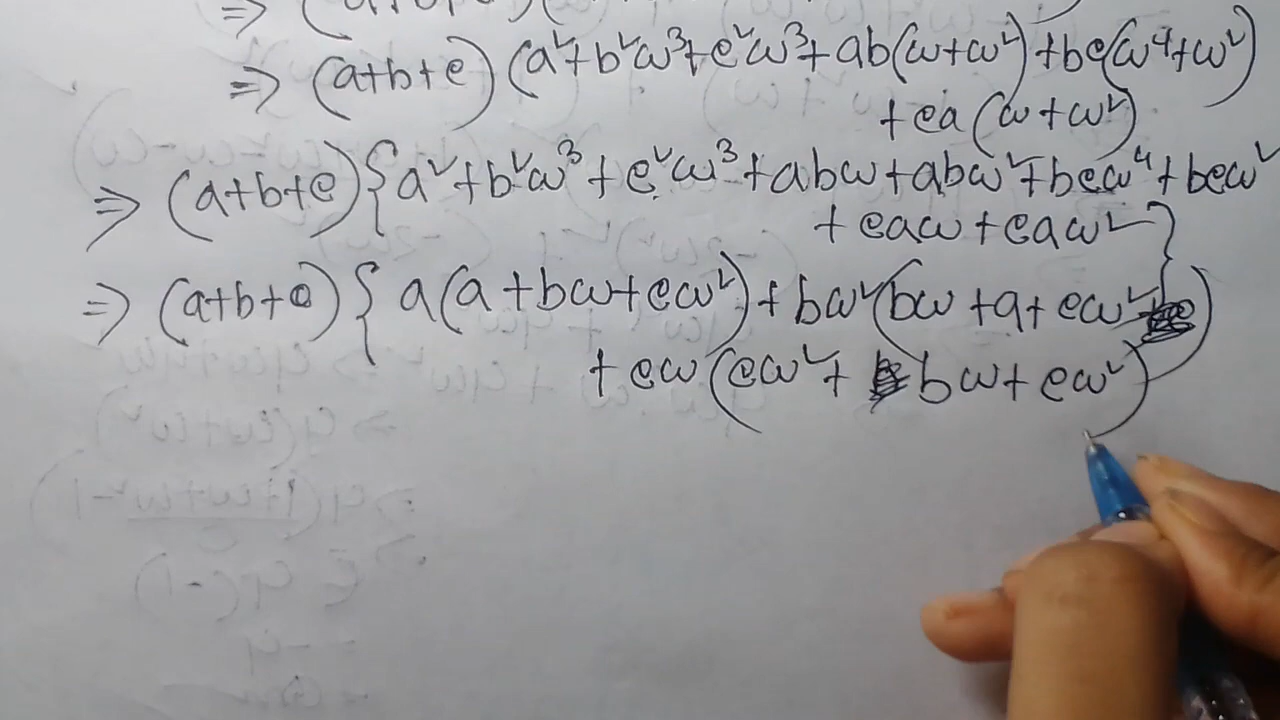 ⇒ (a+b+c)(
⇒ (a+b+c)(a²+b²ω³+c²ω³+ab(ω+ω²)+bc(ω⁴+ω²)
+ca(ω+ω²)
⇒ (a+b+c){a²+b²ω³+c²ω³+abω+abω²+bcω⁴+bcω²
+caω+caω²}
⇒ (a+b+c){a(a+bω+cω²)+bω²(bω+a+cω²)
+cω(cω²+bω+cω²)